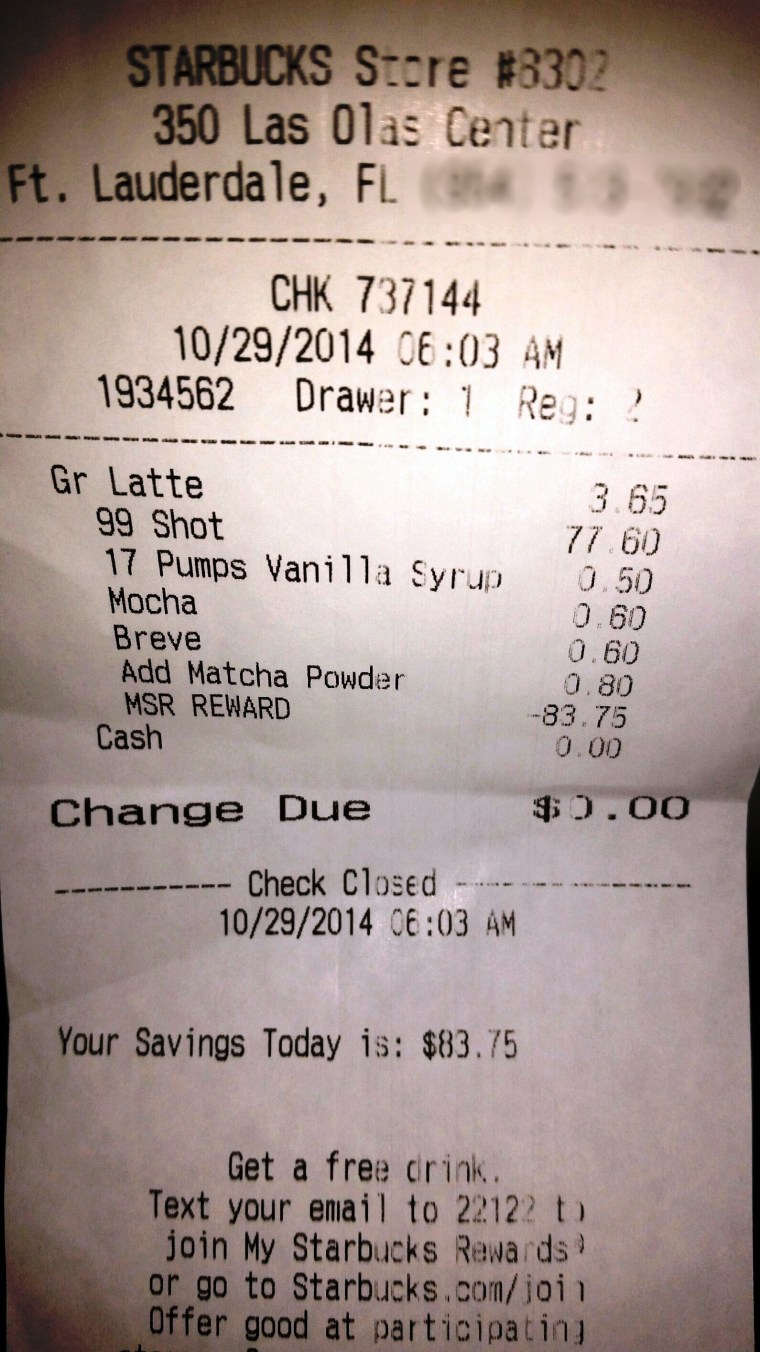 STARBUCKS Store #8302
350 Las Olas Center
Ft. Lauderdale, FL
CHK 737144
10/29/2014 06:03 AM
1934562 Drawer: 1 Reg: 2
Gr Latte 3.65
99 Shot 77.60
17 Pumps Vanilla Syrup 0.50
Mocha 0.60
Breve 0.60
Add Matcha Powder 0.80
MSR REWARD -83.75
Cash 0.00
Change Due $0.00
----------- Check Closed ---------------
10/29/2014 06:03 AM
Your Savings Today is: $83.75
Get a free drink.
Text your email to 22122 to
join My Starbucks Rewards
or go to Starbucks.com/join
Offer good at participating